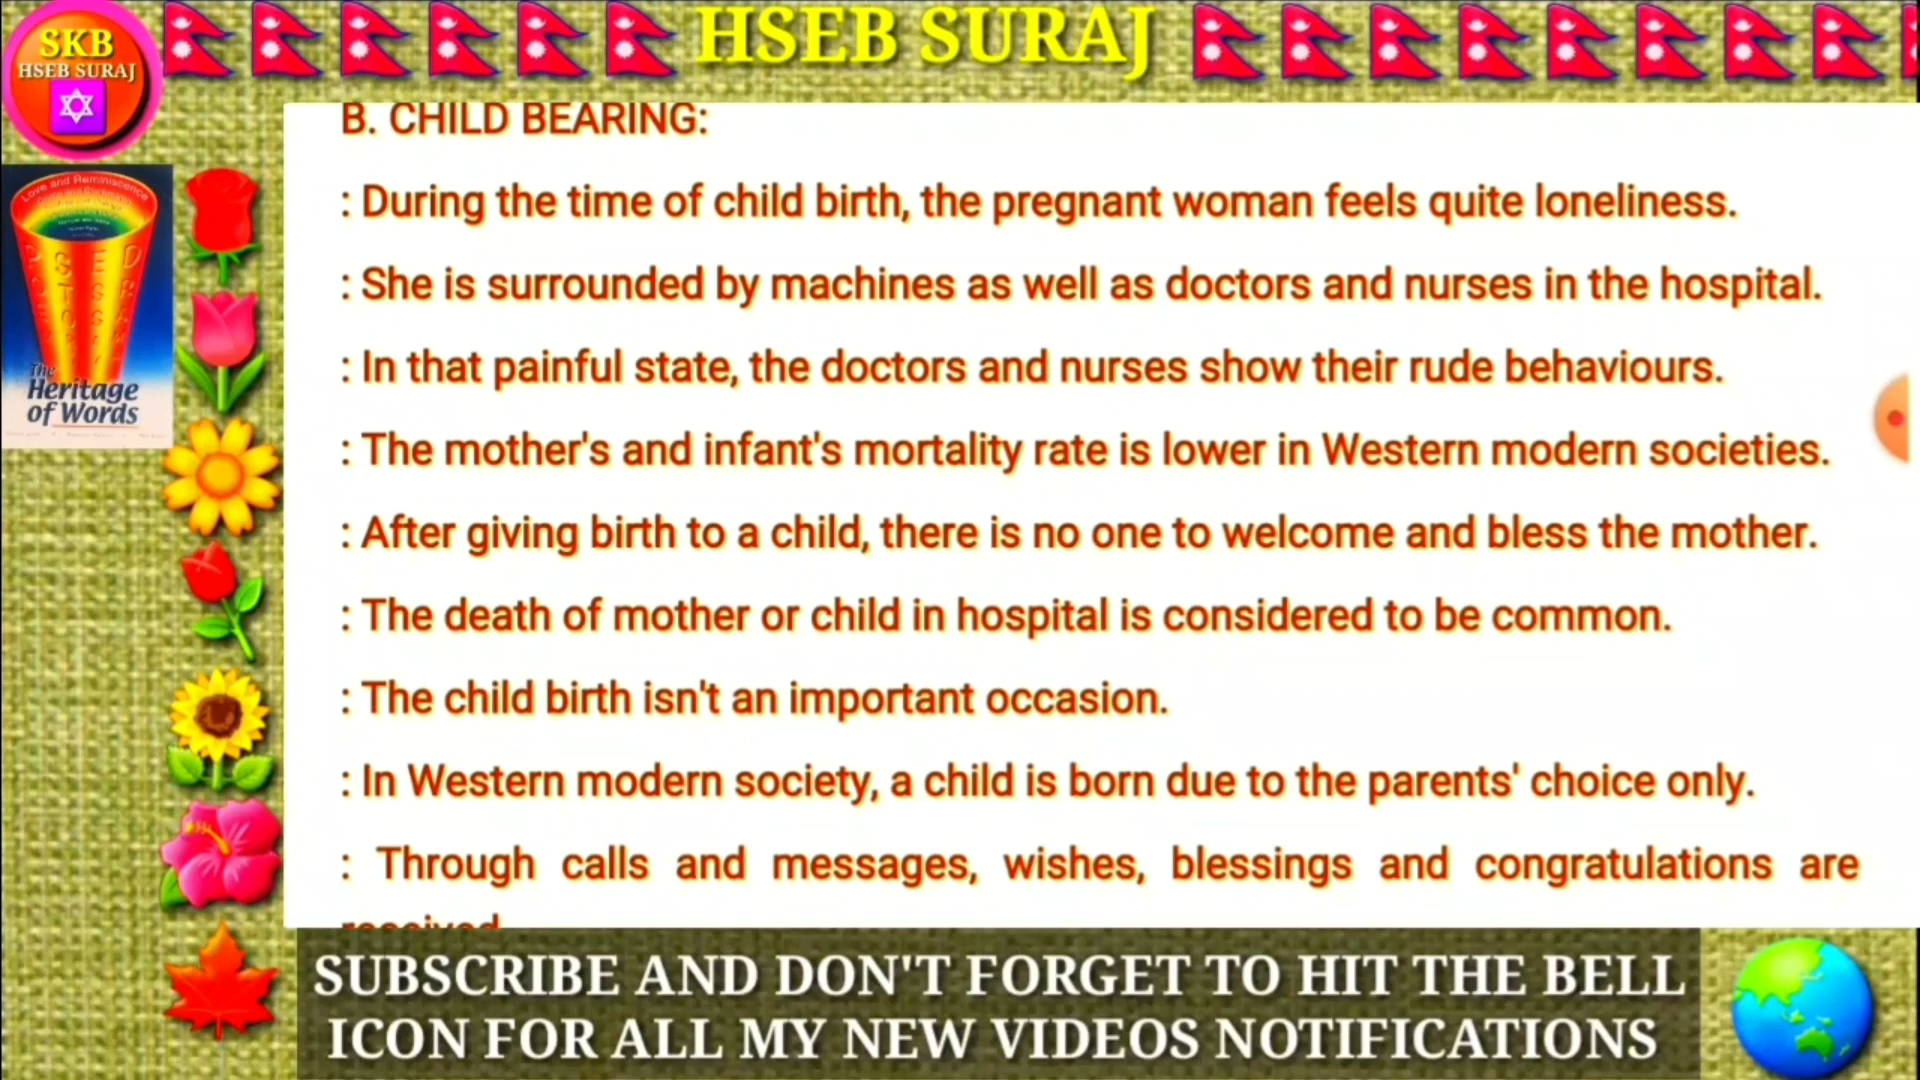 SKB
HSEB SURAJ
HSEB SURAJ
B. CHILD BEARING:
: During the time of child birth, the pregnant woman feels quite loneliness.
: She is surrounded by machines as well as doctors and nurses in the hospital.
: In that painful state, the doctors and nurses show their rude behaviours.
: The mother's and infant's mortality rate is lower in Western modern societies.
: After giving birth to a child, there is no one to welcome and bless the mother.
: The death of mother or child in hospital is considered to be common.
: The child birth isn't an important occasion.
: In Western modern society, a child is born due to the parents' choice only.
: Through calls and messages, wishes, blessings and congratulations are
received
Love and Reminiscence
The
Heritage
of Words
SUBSCRIBE AND DON'T FORGET TO HIT THE BELL
ICON FOR ALL MY NEW VIDEOS NOTIFICATIONS